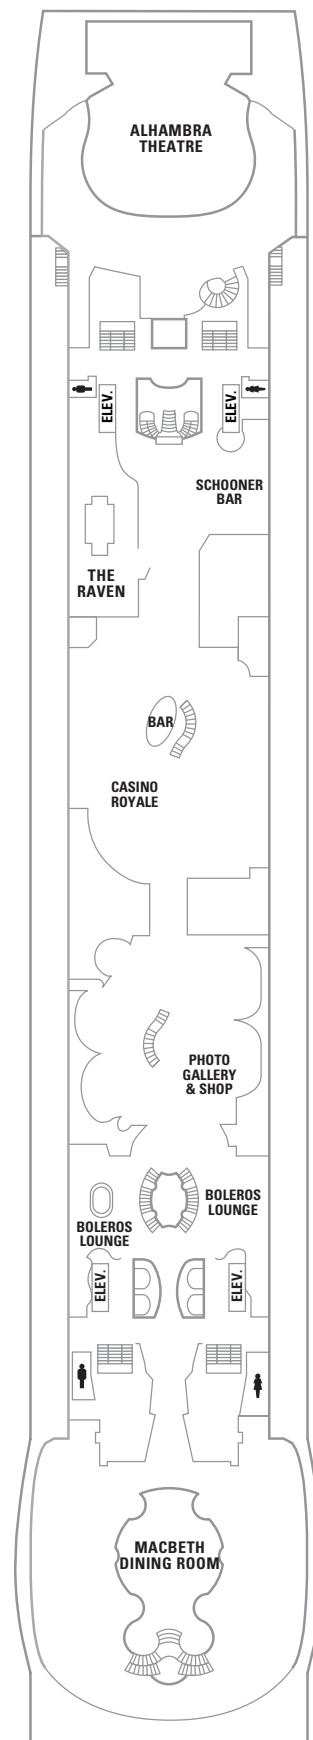 ALHAMBRA
THEATRE
ELEV.
ELEV.
SCHOONER
BAR
THE
RAVEN
BAR
CASINO
ROYALE
PHOTO
GALLERY
& SHOP
BOLEROS
LOUNGE
BOLEROS
LOUNGE
ELEV.
ELEV.
MACBETH
DINING ROOM